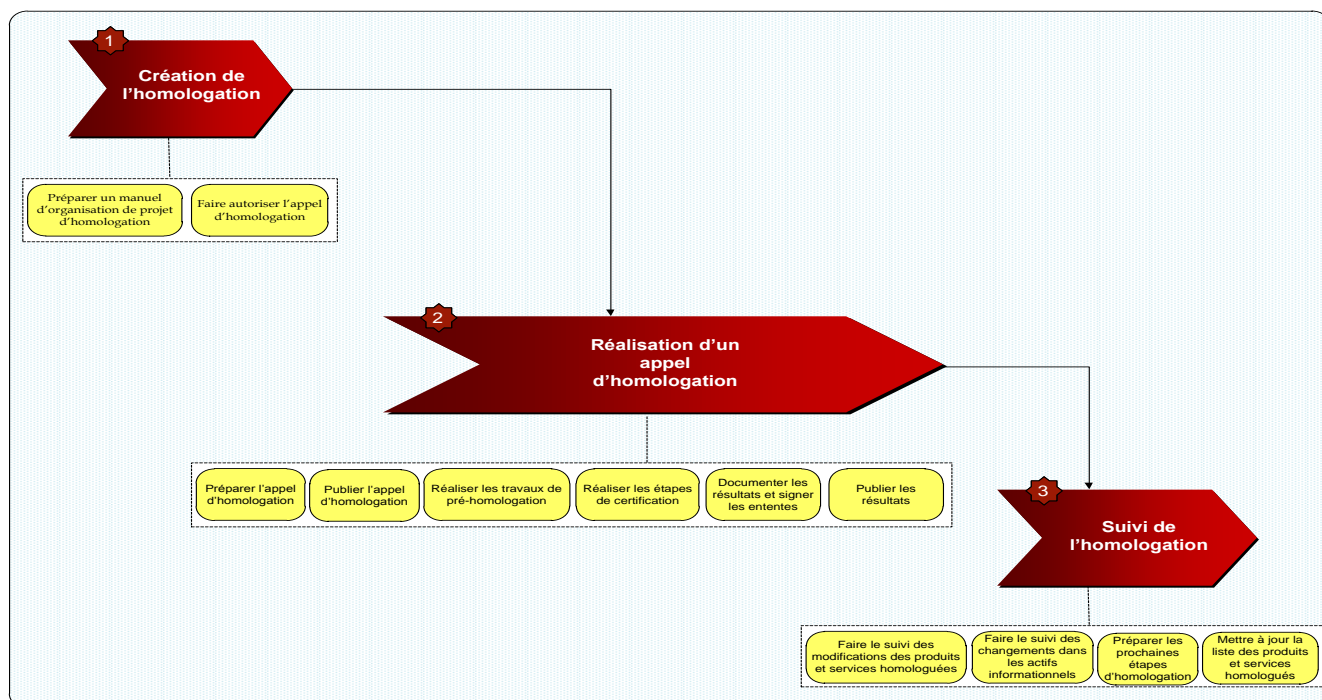 1
Création de
l'homologation
Préparer un manuel
d'organisation de projet
d'homologation
Faire autoriser l'appel
d'homologation
2
Réalisation d'un
appel
d'homologation
Préparer l'appel
d'homologation
Publier l'appel
d'homologation
Réaliser les travaux de
pré-homologation
Réaliser les étapes
de certification
Documenter les
résultats et signer
les ententes
Publier les
résultats
3
Suivi de
l'homologation
Faire le suivi des
modifications des produits
et services homologuées
Faire le suivi des
changements dans
les actifs
informationnels
Préparer les
prochaines
étapes
d'homologation
Mettre à jour la
liste des produits
et services
homologués